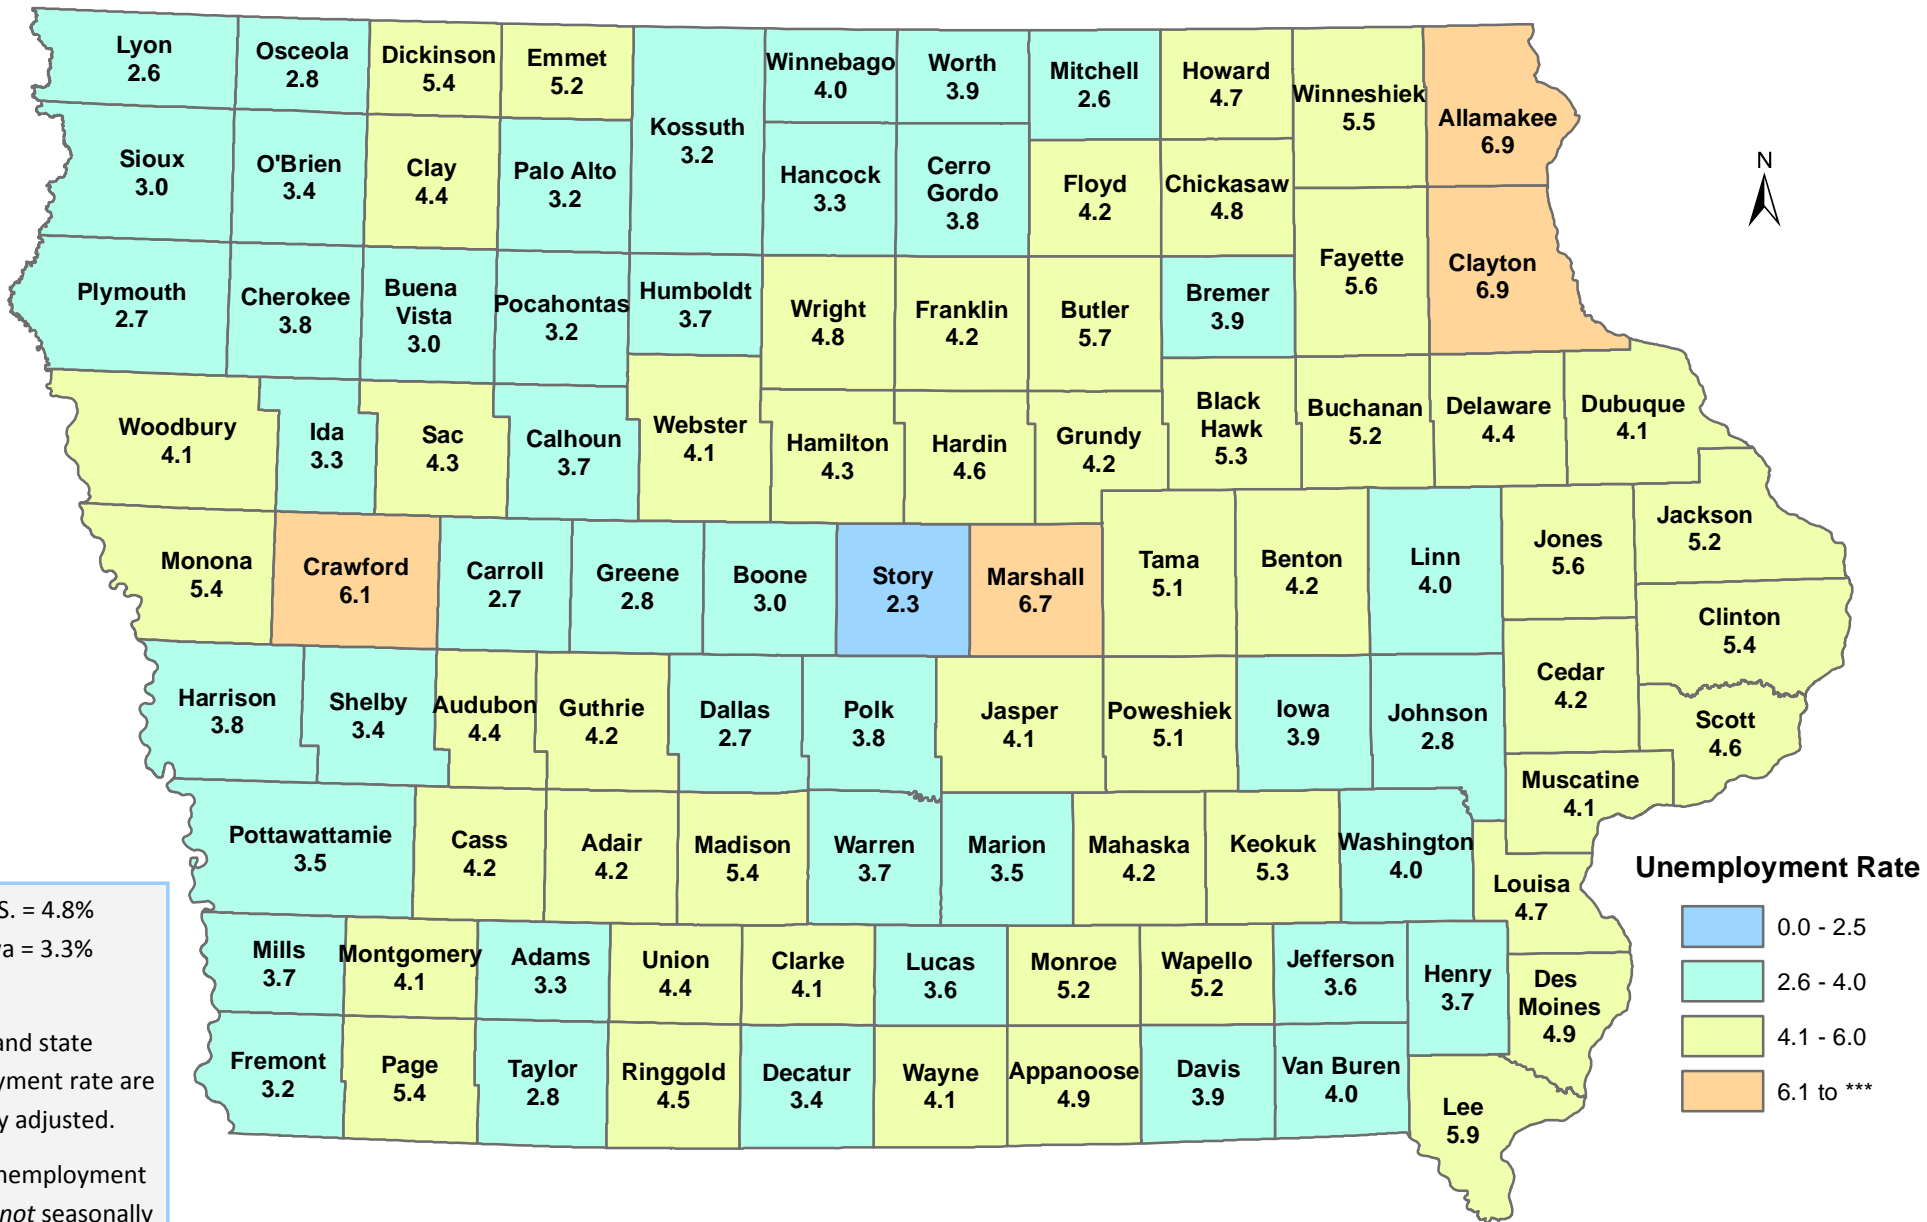 Lyon
2.6
Osceola
2.8
Dickinson
5.4
Emmet
5.2
Kossuth
3.2
Winnebago
4.0
Worth
3.9
Mitchell
2.6
Howard
4.7
Winneshiek
5.5
Allamakee
6.9
N
Sioux
3.0
O'Brien
3.4
Clay
4.4
Palo Alto
3.2
Hancock
3.3
Cerro
Gordo
3.8
Floyd
4.2
Chickasaw
4.8
Fayette
5.6
Clayton
6.9
Plymouth
2.7
Cherokee
3.8
Buena
Vista
3.0
Pocahontas
3.2
Humboldt
3.7
Wright
4.8
Franklin
4.2
Butler
5.7
Bremer
3.9
Woodbury
4.1
Ida
3.3
Sac
4.3
Calhoun
3.7
Webster
4.1
Hamilton
4.3
Hardin
4.6
Grundy
4.2
Black
Hawk
5.3
Buchanan
5.2
Delaware
4.4
Dubuque
4.1
Monona
5.4
Crawford
6.1
Carroll
2.7
Greene
2.8
Boone
3.0
Story
2.3
Marshall
6.7
Tama
5.1
Benton
4.2
Linn
4.0
Jones
5.6
Jackson
5.2
Clinton
5.4
Harrison
3.8
Shelby
3.4
Audubon
4.4
Guthrie
4.2
Dallas
2.7
Polk
3.8
Jasper
4.1
Poweshiek
5.1
Iowa
3.9
Johnson
2.8
Cedar
4.2
Scott
4.6
Muscatine
4.1
Pottawattamie
3.5
Cass
4.2
Adair
4.2
Madison
5.4
Warren
3.7
Marion
3.5
Mahaska
4.2
Keokuk
5.3
Washington
4.0
Louisa
4.7
Mills
3.7
Montgomery
4.1
Adams
3.3
Union
4.4
Clarke
4.1
Lucas
3.6
Monroe
5.2
Wapello
5.2
Jefferson
3.6
Henry
3.7
Des
Moines
4.9
Fremont
3.2
Page
5.4
Taylor
2.8
Ringgold
4.5
Decatur
3.4
Wayne
4.1
Appanoose
4.9
Davis
3.9
Van Buren
4.0
Lee
5.9
S. = 4.8%
a = 3.3%
and state
yment rate are
y adjusted.
nemployment
not seasonally
Unemployment Rate
0.0 - 2.5
2.6 - 4.0
4.1 - 6.0
6.1 to ***